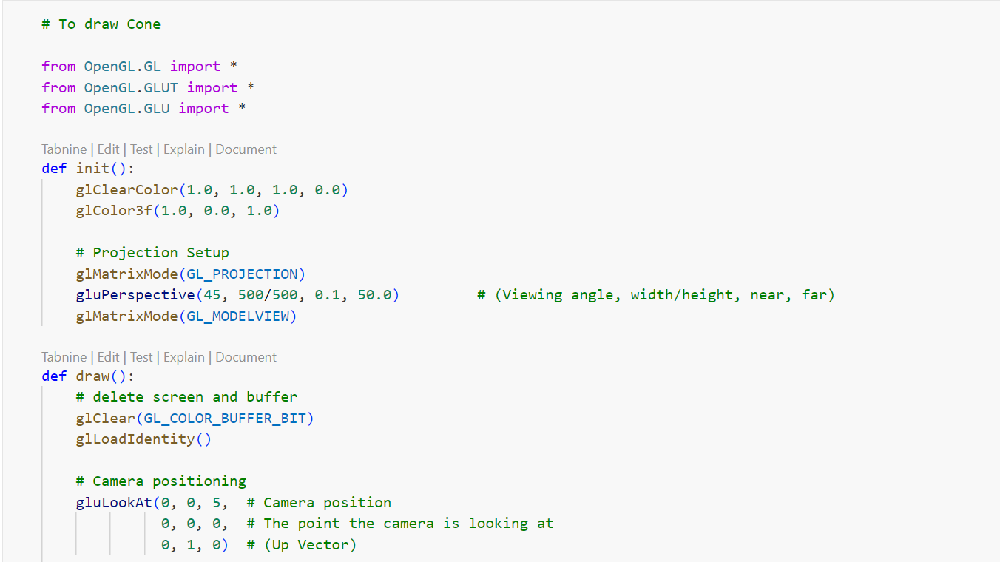 # To draw Cone
from OpenGL.GL import *
from OpenGL.GLUT import *
from OpenGL.GLU import *
Tabnine | Edit | Test | Explain | Document
def init():
glClearColor(1.0, 1.0, 1.0, 0.0)
glColor3f(1.0, 0.0, 1.0)
# Projection Setup
glMatrixMode(GL_PROJECTION)
gluPerspective(45, 500/500, 0.1, 50.0) # (Viewing angle, width/height, near, far)
glMatrixMode(GL_MODELVIEW)
Tabnine | Edit | Test | Explain | Document
def draw():
# delete screen and buffer
glClear(GL_COLOR_BUFFER_BIT)
glLoadIdentity()
# Camera positioning
gluLookAt(0, 0, 5, # Camera position
0, 0, 0, # The point the camera is looking at
0, 1, 0) # (Up Vector)